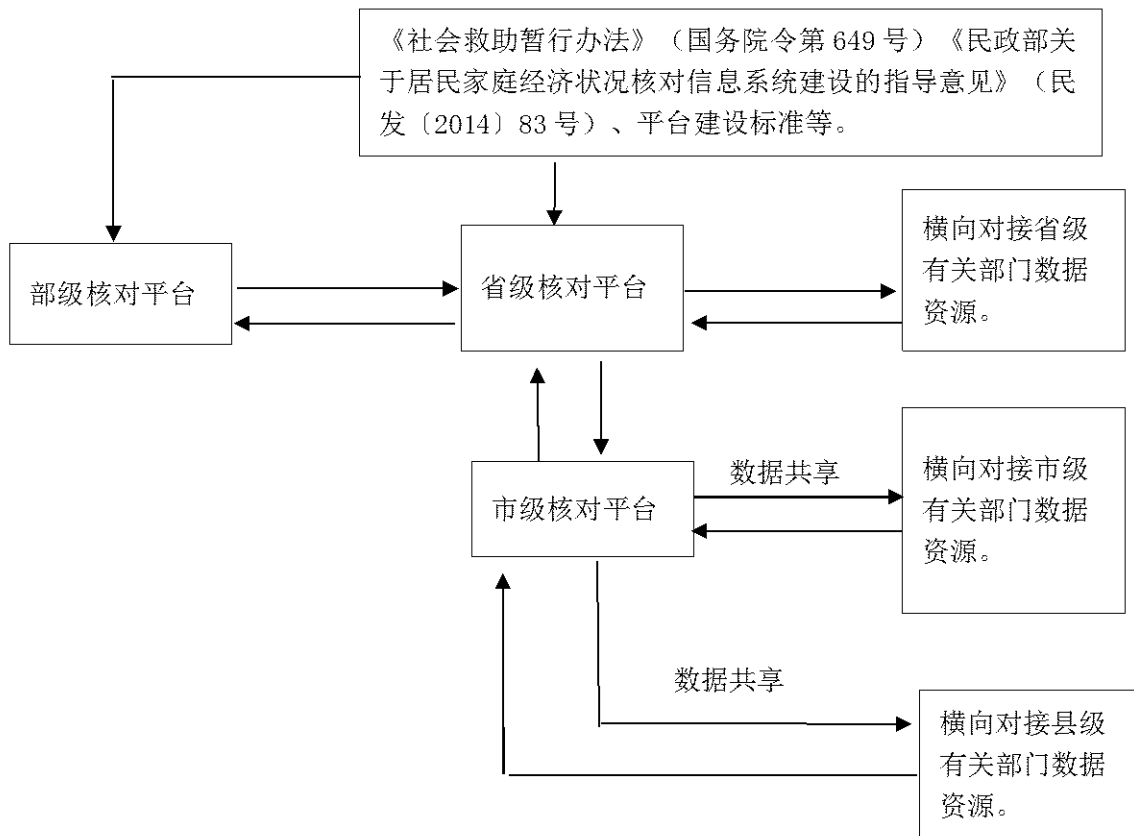 《社会救助暂行办法》（国务院令第 649 号）《民政部关
于居民家庭经济状况核对信息系统建设的指导意见》（民
发〔2014〕83 号）、平台建设标准等。
部级核对平台
省级核对平台
横向对接省级
有关部门数据
资源。
市级核对平台
数据共享
横向对接市级
有关部门数据
资源。
数据共享
横向对接县级
有关部门数据
资源。